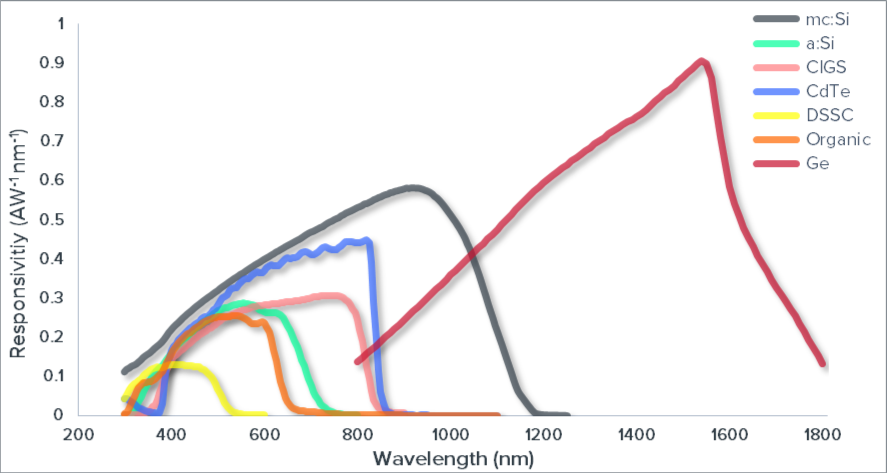 1
0.9
0.8
0.7
0.6
0.5
0.4
0.3
0.2
0.1
0
Responsivitiy (AW⁻¹nm⁻¹)
200 400 600 800 1000 1200 1400 1600 1800
Wavelength (nm)
mc:Si
a:Si
CIGS
CdTe
DSSC
Organic
Ge